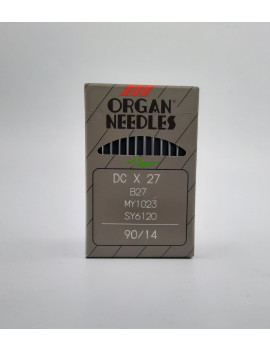 ORGAN
NEEDLES
DC X 27
B27
MY1023
SY6120
90/14